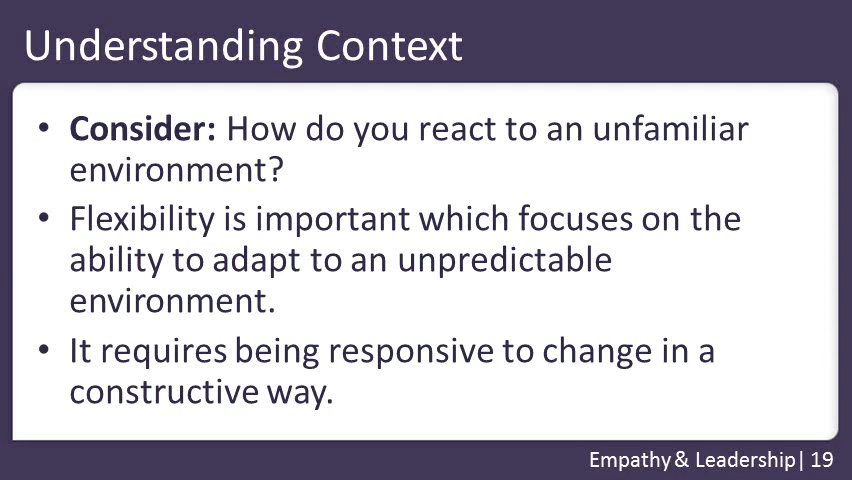 Understanding Context
• Consider: How do you react to an unfamiliar
environment?
• Flexibility is important which focuses on the
ability to adapt to an unpredictable
environment.
• It requires being responsive to change in a
constructive way.
Empathy & Leadership| 19